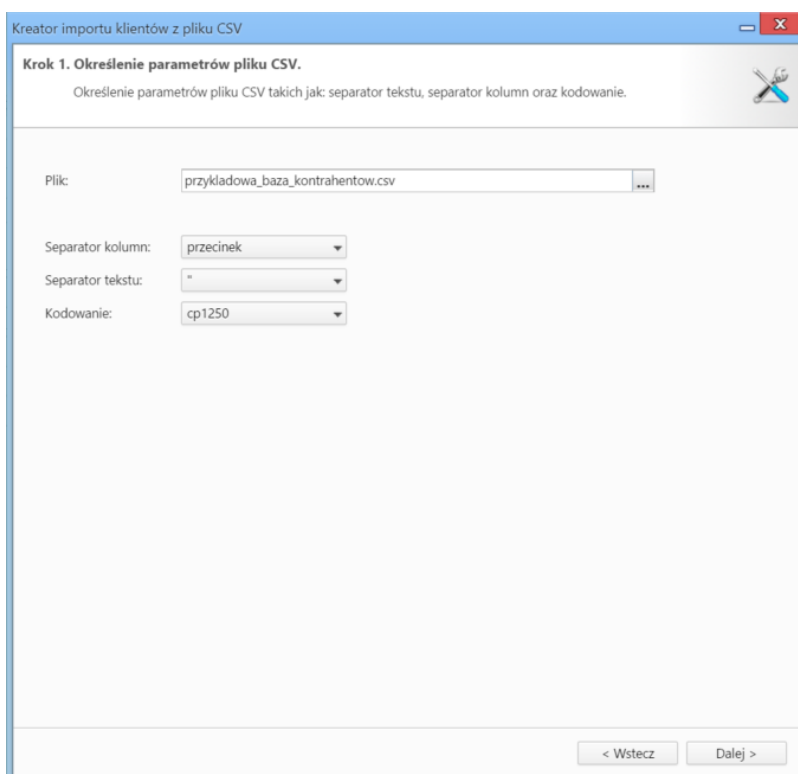 Kreator importu klientów z pliku CSV
Krok 1. Określenie parametrów pliku CSV.
Określenie parametrów pliku CSV takich jak: separator tekstu, separator kolumn oraz kodowanie.
Plik: przykladowa_baza_kontrahentow.csv ...
Separator kolumn: przecinek
Separator tekstu: "
Kodowanie: cp1250
< Wstecz Dalej >